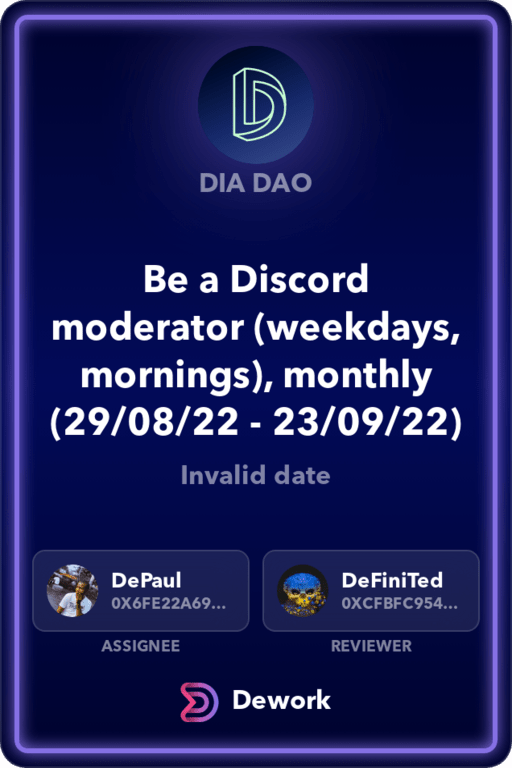 DIA DAO
Be a Discord
moderator (weekdays,
mornings), monthly
(29/08/22 - 23/09/22)
Invalid date
DePaul
0X6FE22A69...
ASSIGNEE
DeFiniTed
0XCFBFC954...
REVIEWER
Dework